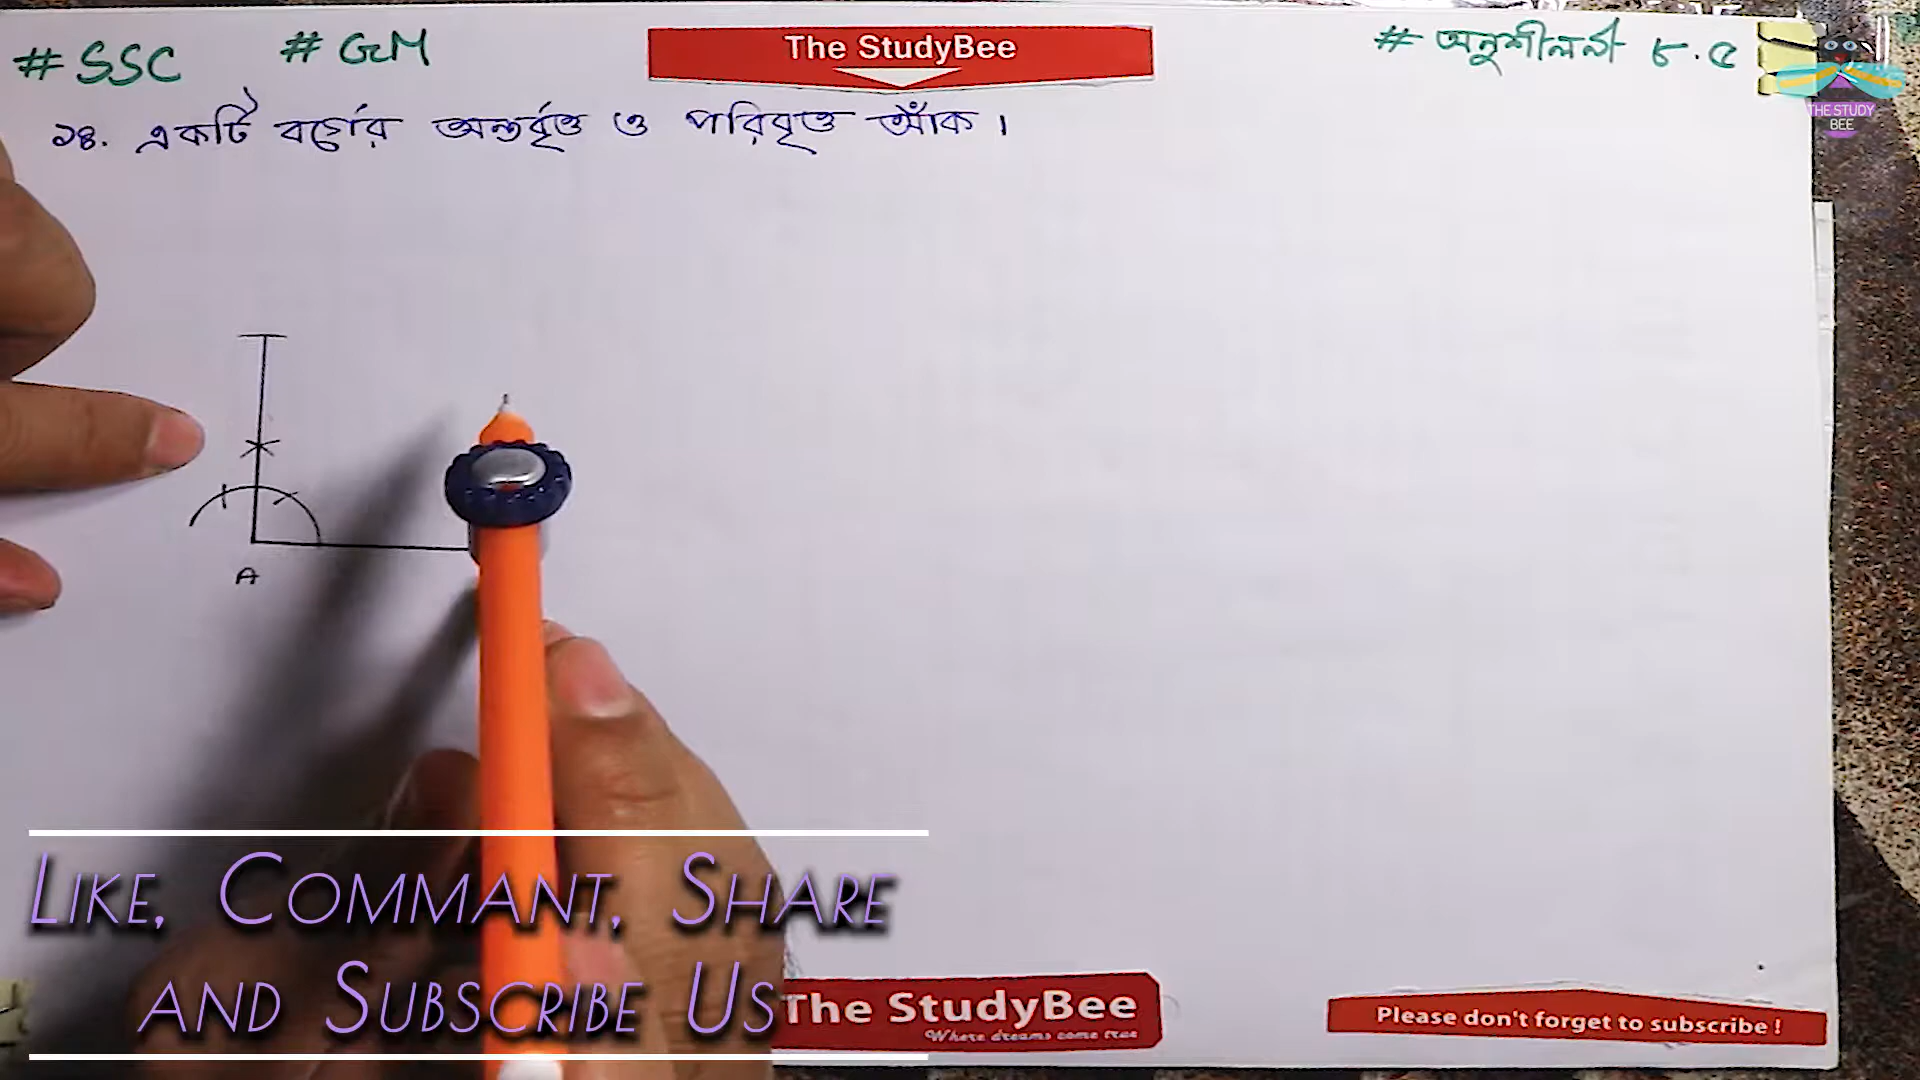 # SSC # GM
The StudyBee
# অনুশীলনী ৮.৫
THE STUDY
BEE
১৪. একটি বর্গের অন্তর্বৃত্ত ও পরিবৃত্ত আঁক।
A
LIKE, COMMANT, SHARE
AND SUBSCRIBE US
The StudyBee
Where dreams come true
Please don't forget to subscribe !